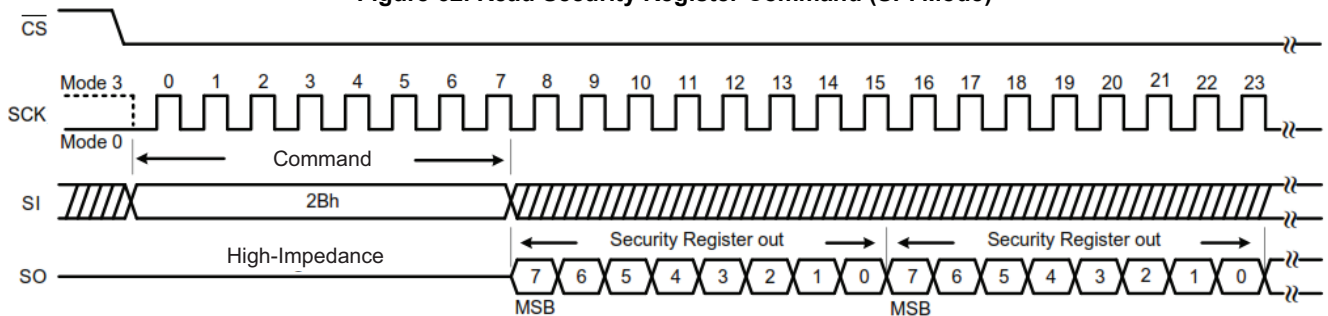 Figure 62. Read Security Register Command (SPI Mode)
CS
Mode 3 0 1 2 3 4 5 6 7 8 9 10 11 12 13 14 15 16 17 18 19 20 21 22 23
SCK
Mode 0
Command
SI 2Bh
High-Impedance Security Register out Security Register out
SO 7 6 5 4 3 2 1 0 7 6 5 4 3 2 1 0
MSB MSB